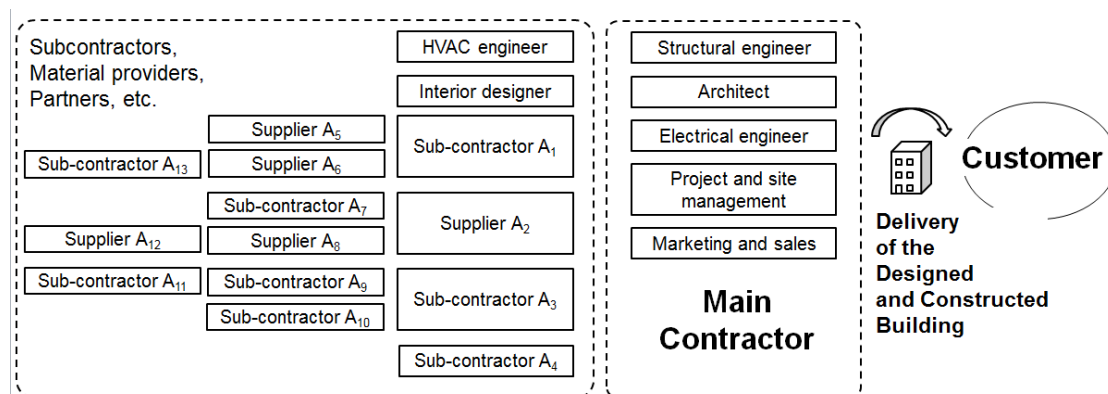 Subcontractors,
Material providers,
Partners, etc.
HVAC engineer
Interior designer
Supplier A5
Sub-contractor A1
Sub-contractor A13
Supplier A6
Sub-contractor A7
Supplier A2
Supplier A12
Supplier A8
Sub-contractor A11
Sub-contractor A9
Sub-contractor A3
Sub-contractor A10
Sub-contractor A4
Structural engineer
Architect
Electrical engineer
Project and site
management
Marketing and sales
Main
Contractor
Customer
Delivery
of the
Designed
and Constructed
Building